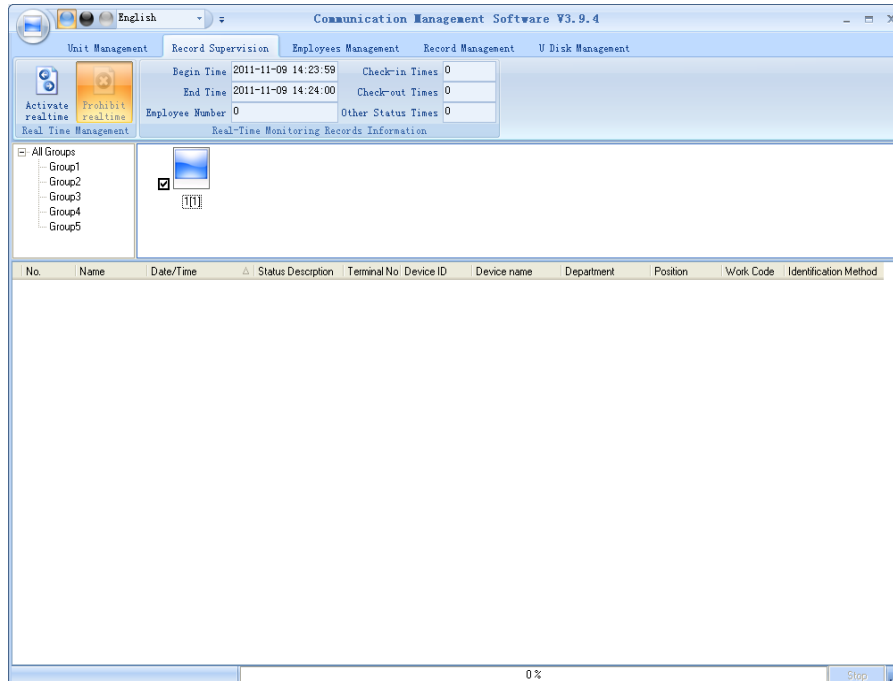 English
Communication Management Software V3.9.4
Unit Management Record Supervision Employees Management Record Management U Disk Management
Begin Time 2011-11-09 14:23:59 Check-in Times 0
End Time 2011-11-09 14:24:00 Check-out Times 0
Employee Number 0 Other Status Times 0
Activate realtime
Prohibit realtime
Real Time Management Real-Time Monitoring Records Information
All Groups
Group1
Group2
Group3
Group4
Group5
1[1]
No. Name Date/Time Status Descrption Terminal No Device ID Device name Department Position Work Code Identification Method
0 % Stop